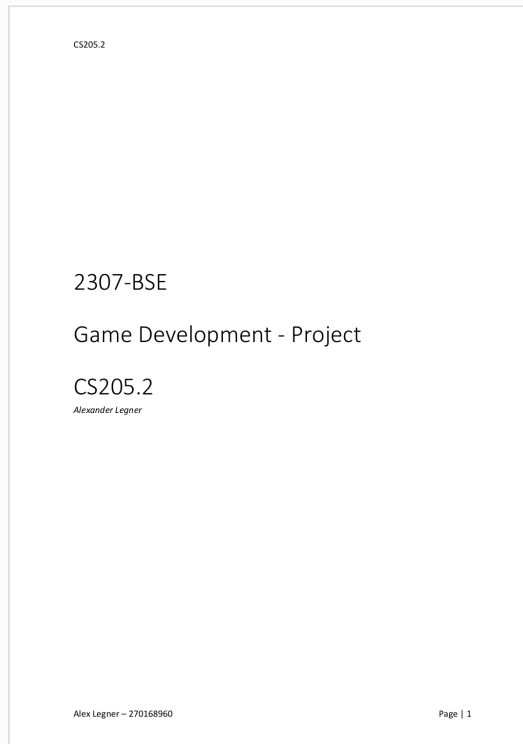 CS205.2
2307-BSE
Game Development - Project
CS205.2
Alexander Legner
Alex Legner – 270168960 Page | 1